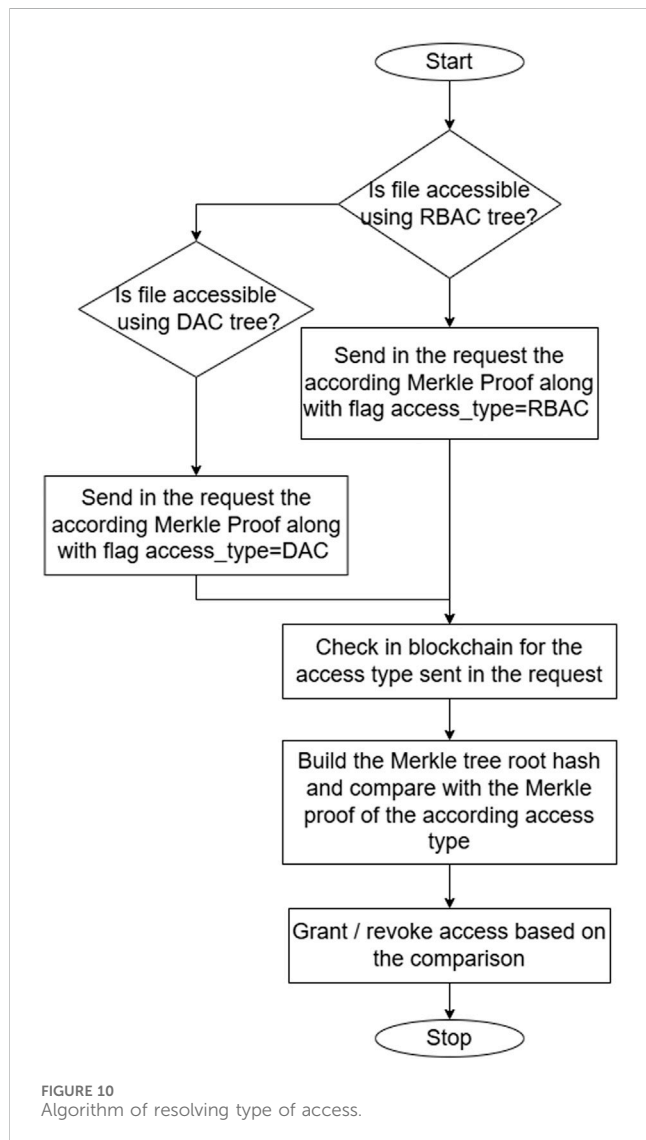 Start
Is file accessible
using RBAC tree?
Is file accessible
using DAC tree?
Send in the request the
according Merkle Proof along
with flag access_type=RBAC
Send in the request the
according Merkle Proof along
with flag access_type=DAC
Check in blockchain for the
access type sent in the request
Build the Merkle tree root hash
and compare with the Merkle
proof of the according access
type
Grant / revoke access based on
the comparison
Stop
FIGURE 10
Algorithm of resolving type of access.